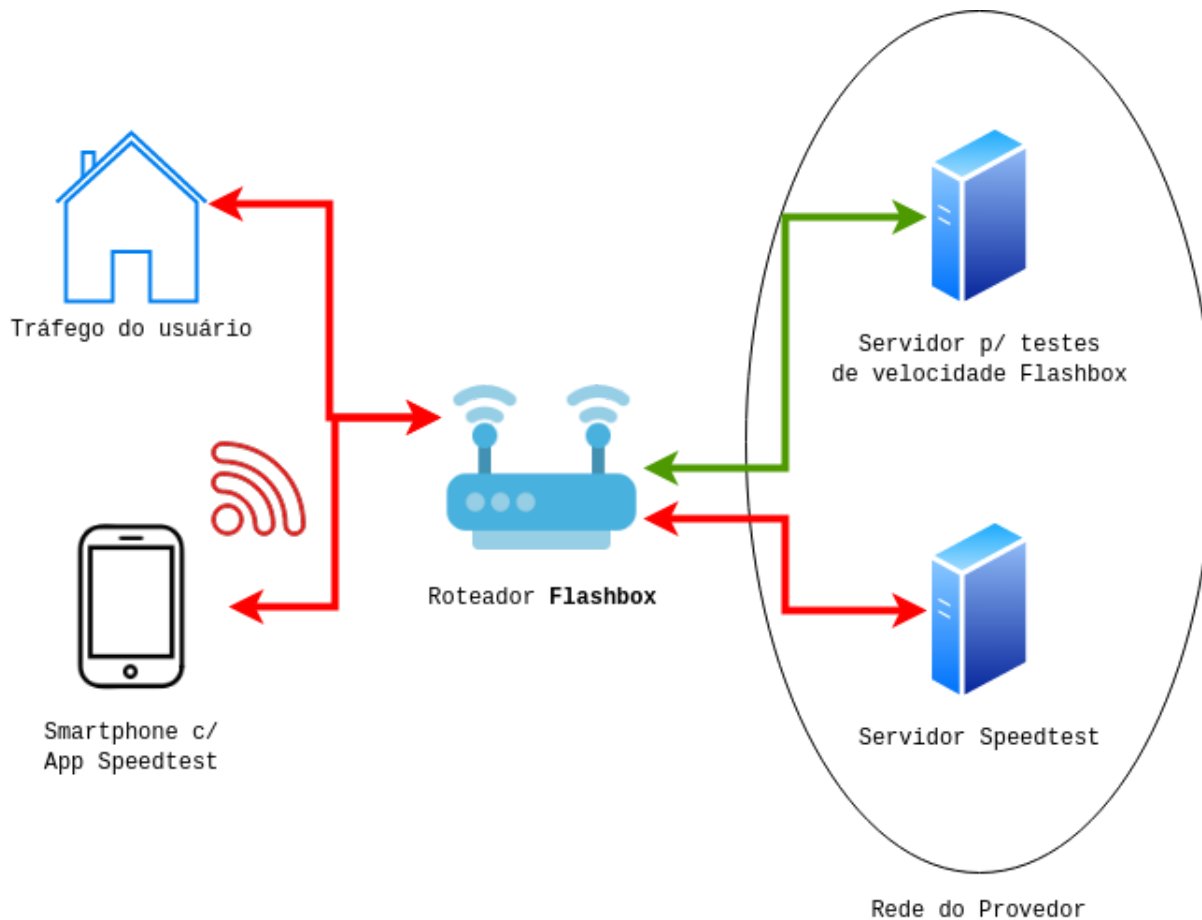 Tráfego do usuário
Servidor p/ testes
de velocidade Flashbox
Roteador Flashbox
Smartphone c/
App Speedtest
Servidor Speedtest
Rede do Provedor